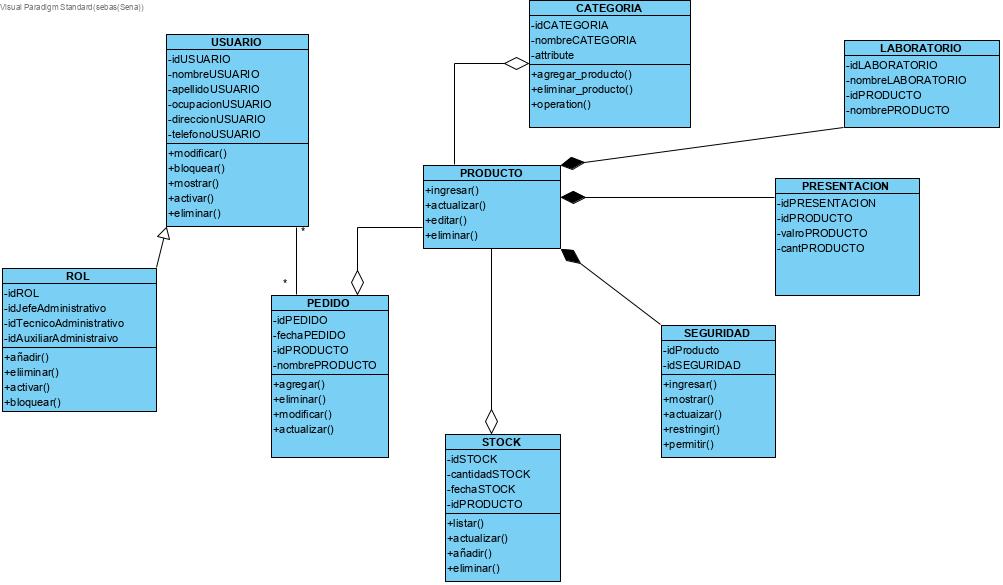 Visual Paradigm Standard(sebas(Sena))
USUARIO
-idUSUARIO
-nombreUSUARIO
-apellidoUSUARIO
-ocupacionUSUARIO
-direccionUSUARIO
-telefonoUSUARIO
+modificar()
+bloquear()
+mostrar()
+activar()
+eliminar()
*
*
CATEGORIA
-idCATEGORIA
-nombreCATEGORIA
-attribute
+agregar_producto()
+eliminar_producto()
+operation()
LABORATORIO
-idLABORATORIO
-nombreLABORATORIO
-idPRODUCTO
-nombrePRODUCTO
PRODUCTO
+ingresar()
+actualizar()
+editar()
+eliminar()
PRESENTACION
-idPRESENTACION
-idPRODUCTO
-valroPRODUCTO
-cantPRODUCTO
ROL
-idROL
-idJefeAdministrativo
-idTecnicoAdministrativo
-idAuxiliarAdministraivo
+añadir()
+eliiminar()
+activar()
+bloquear()
PEDIDO
-idPEDIDO
-fechaPEDIDO
-idPRODUCTO
-nombrePRODUCTO
+agregar()
+eliminar()
+modificar()
+actualizar()
SEGURIDAD
-idProducto
-idSEGURIDAD
+ingresar()
+mostrar()
+actuaizar()
+restringir()
+permitir()
STOCK
-idSTOCK
-cantidadSTOCK
-fechaSTOCK
-idPRODUCTO
+listar()
+actualizar()
+añadir()
+eliminar()